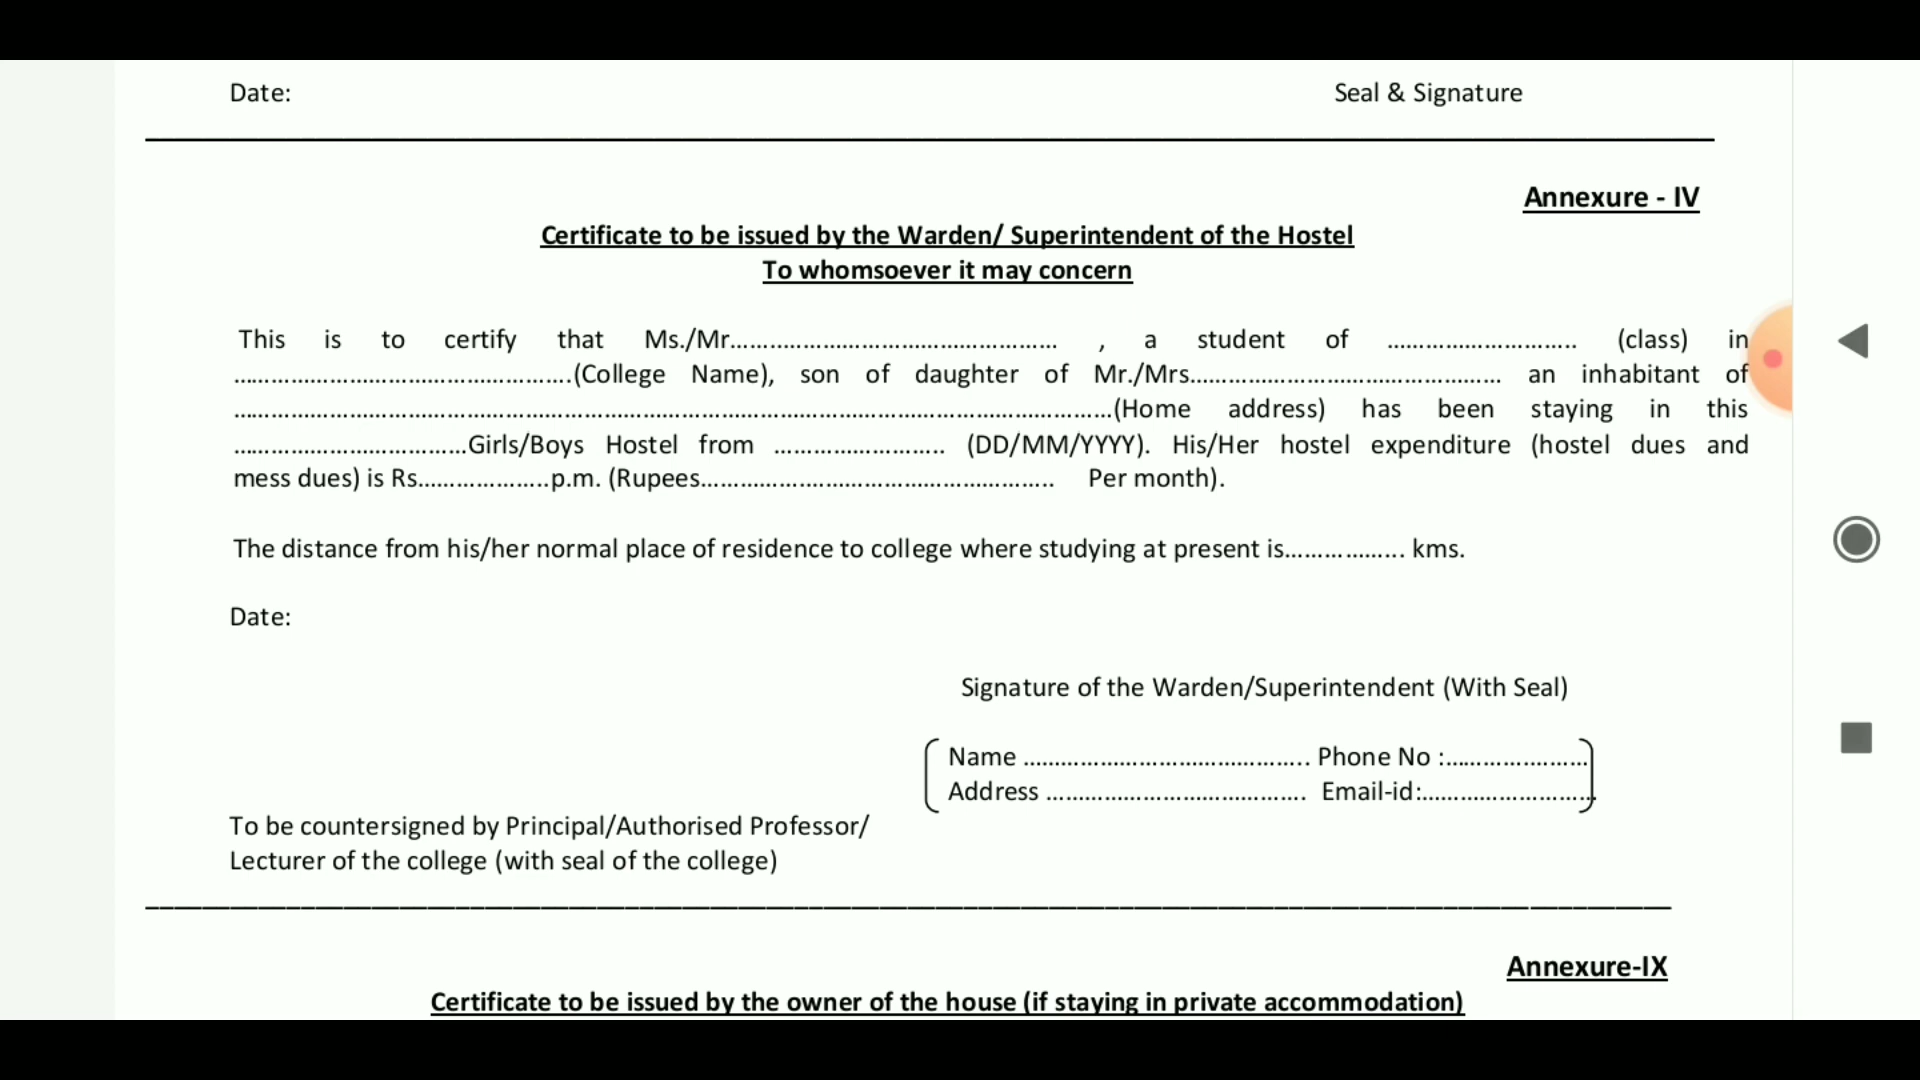 Date: Seal & Signature
Annexure - IV
Certificate to be issued by the Warden/ Superintendent of the Hostel
To whomsoever it may concern
This is to certify that Ms./Mr.................................................... , a student of .............................. (class) in
......................................................(College Name), son of daughter of Mr./Mrs................................................. an inhabitant of
..............................................................................................................................................(Home address) has been staying in this
.....................................Girls/Boys Hostel from ........................... (DD/MM/YYYY). His/Her hostel expenditure (hostel dues and
mess dues) is Rs.....................p.m. (Rupees........................................................ Per month).
The distance from his/her normal place of residence to college where studying at present is................... kms.
Date:
Signature of the Warden/Superintendent (With Seal)
Name ............................................. Phone No :.......................
Address ......................................... Email-id:............................
To be countersigned by Principal/Authorised Professor/
Lecturer of the college (with seal of the college)
Annexure-IX
Certificate to be issued by the owner of the house (if staying in private accommodation)